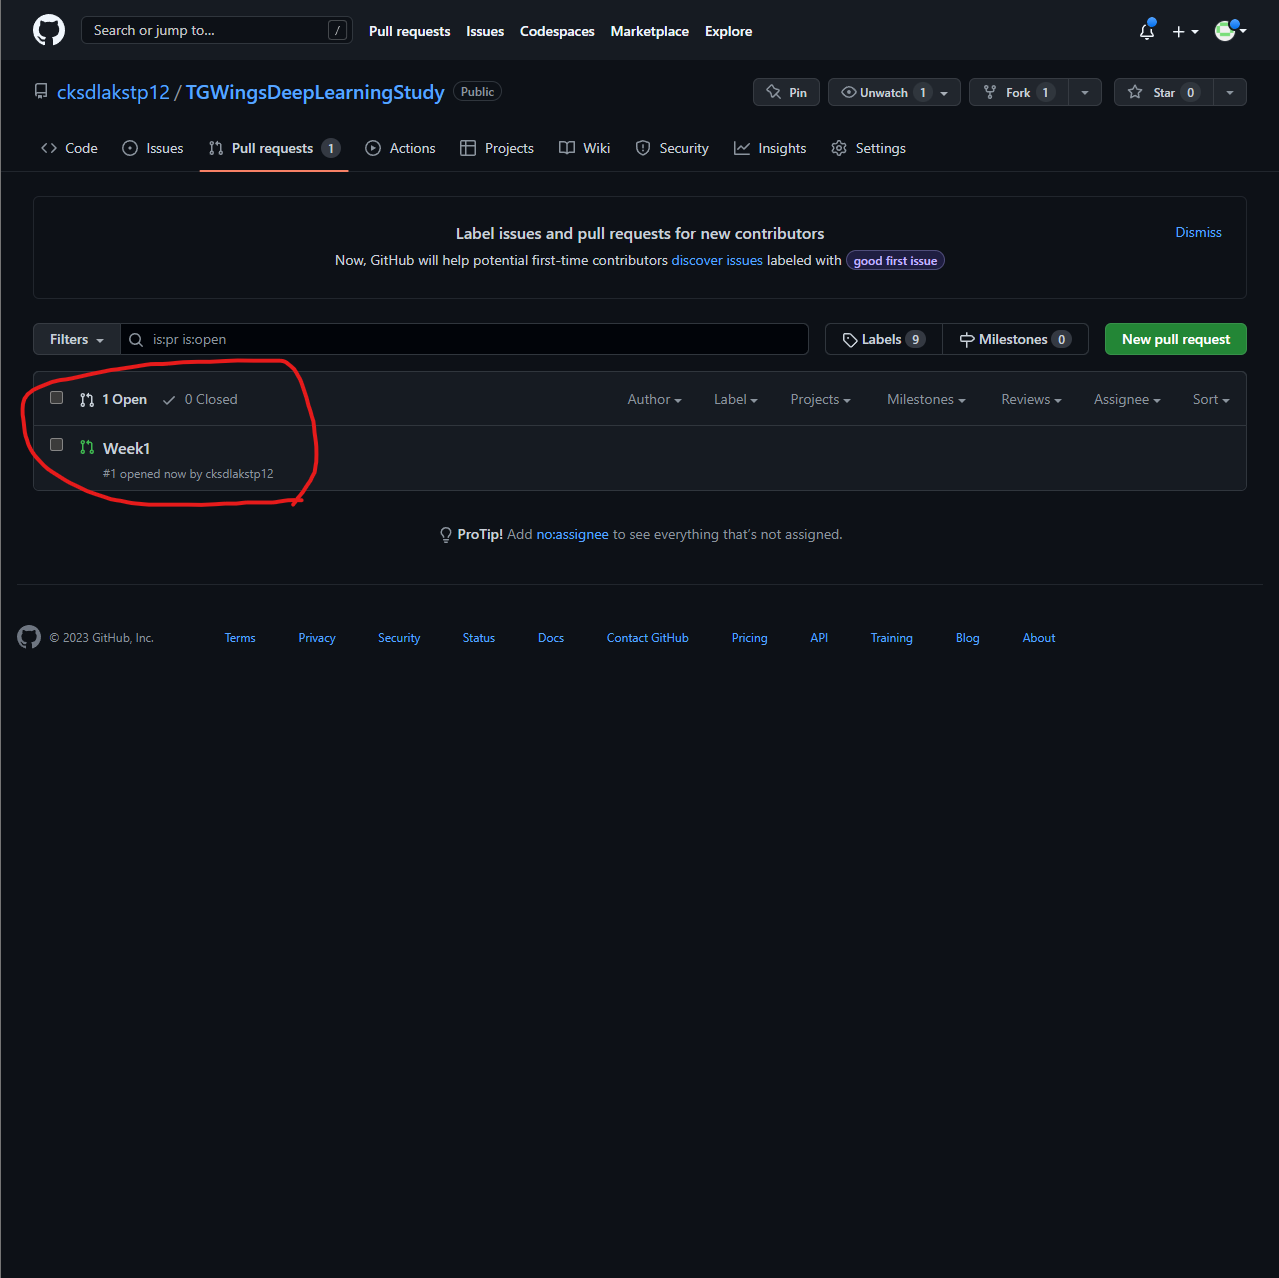 Search or jump to... /
Pull requests Issues Codespaces Marketplace Explore
cksdlakstp12 / TGWingsDeepLearningStudy Public
Pin Unwatch 1 Fork 1 Star 0
Code Issues Pull requests 1 Actions Projects Wiki Security Insights Settings
Label issues and pull requests for new contributors
Dismiss
Now, GitHub will help potential first-time contributors discover issues labeled with good first issue
Filters is:pr is:open Labels 9 Milestones 0 New pull request
1 Open 0 Closed Author Label Projects Milestones Reviews Assignee Sort
Week1
#1 opened now by cksdlakstp12
ProTip! Add no:assignee to see everything that's not assigned.
© 2023 GitHub, Inc. Terms Privacy Security Status Docs Contact GitHub Pricing API Training Blog About